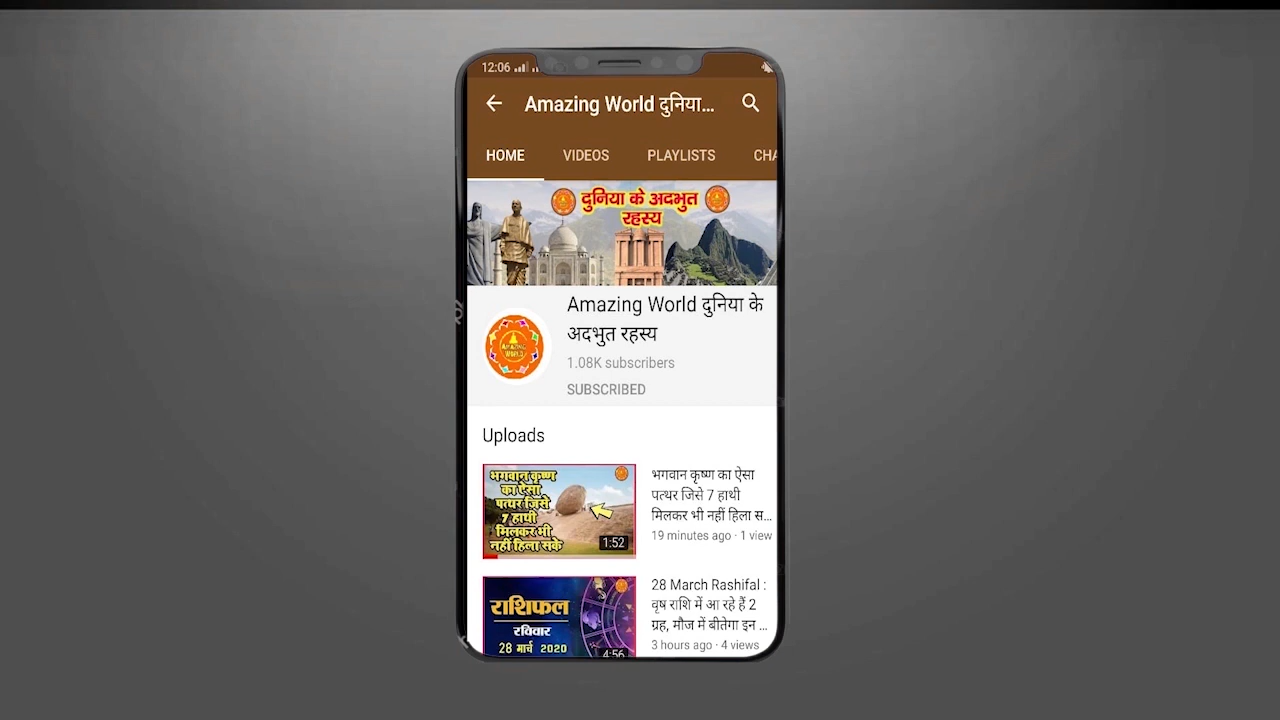 12:06
Amazing World दुनिया...
HOME VIDEOS PLAYLISTS CHA
दुनिया के अदभुत
रहस्य
Amazing World दुनिया के
अदभुत रहस्य
AMAZING
WORLD
1.08K subscribers
SUBSCRIBED
Uploads
भगवान कृष्ण
का ऐसा
पत्थर जिसे
7 हाथी
मिलकर भी
नहीं हिला सके
1:52
भगवान कृष्ण का ऐसा
पत्थर जिसे 7 हाथी
मिलकर भी नहीं हिला स...
19 minutes ago · 1 view
राशिफल
रविवार
28 मार्च 2020
4:56
28 March Rashifal :
वृष राशि में आ रहे हैं 2
ग्रह, मौज में बीतेगा इन ...
3 hours ago · 4 views